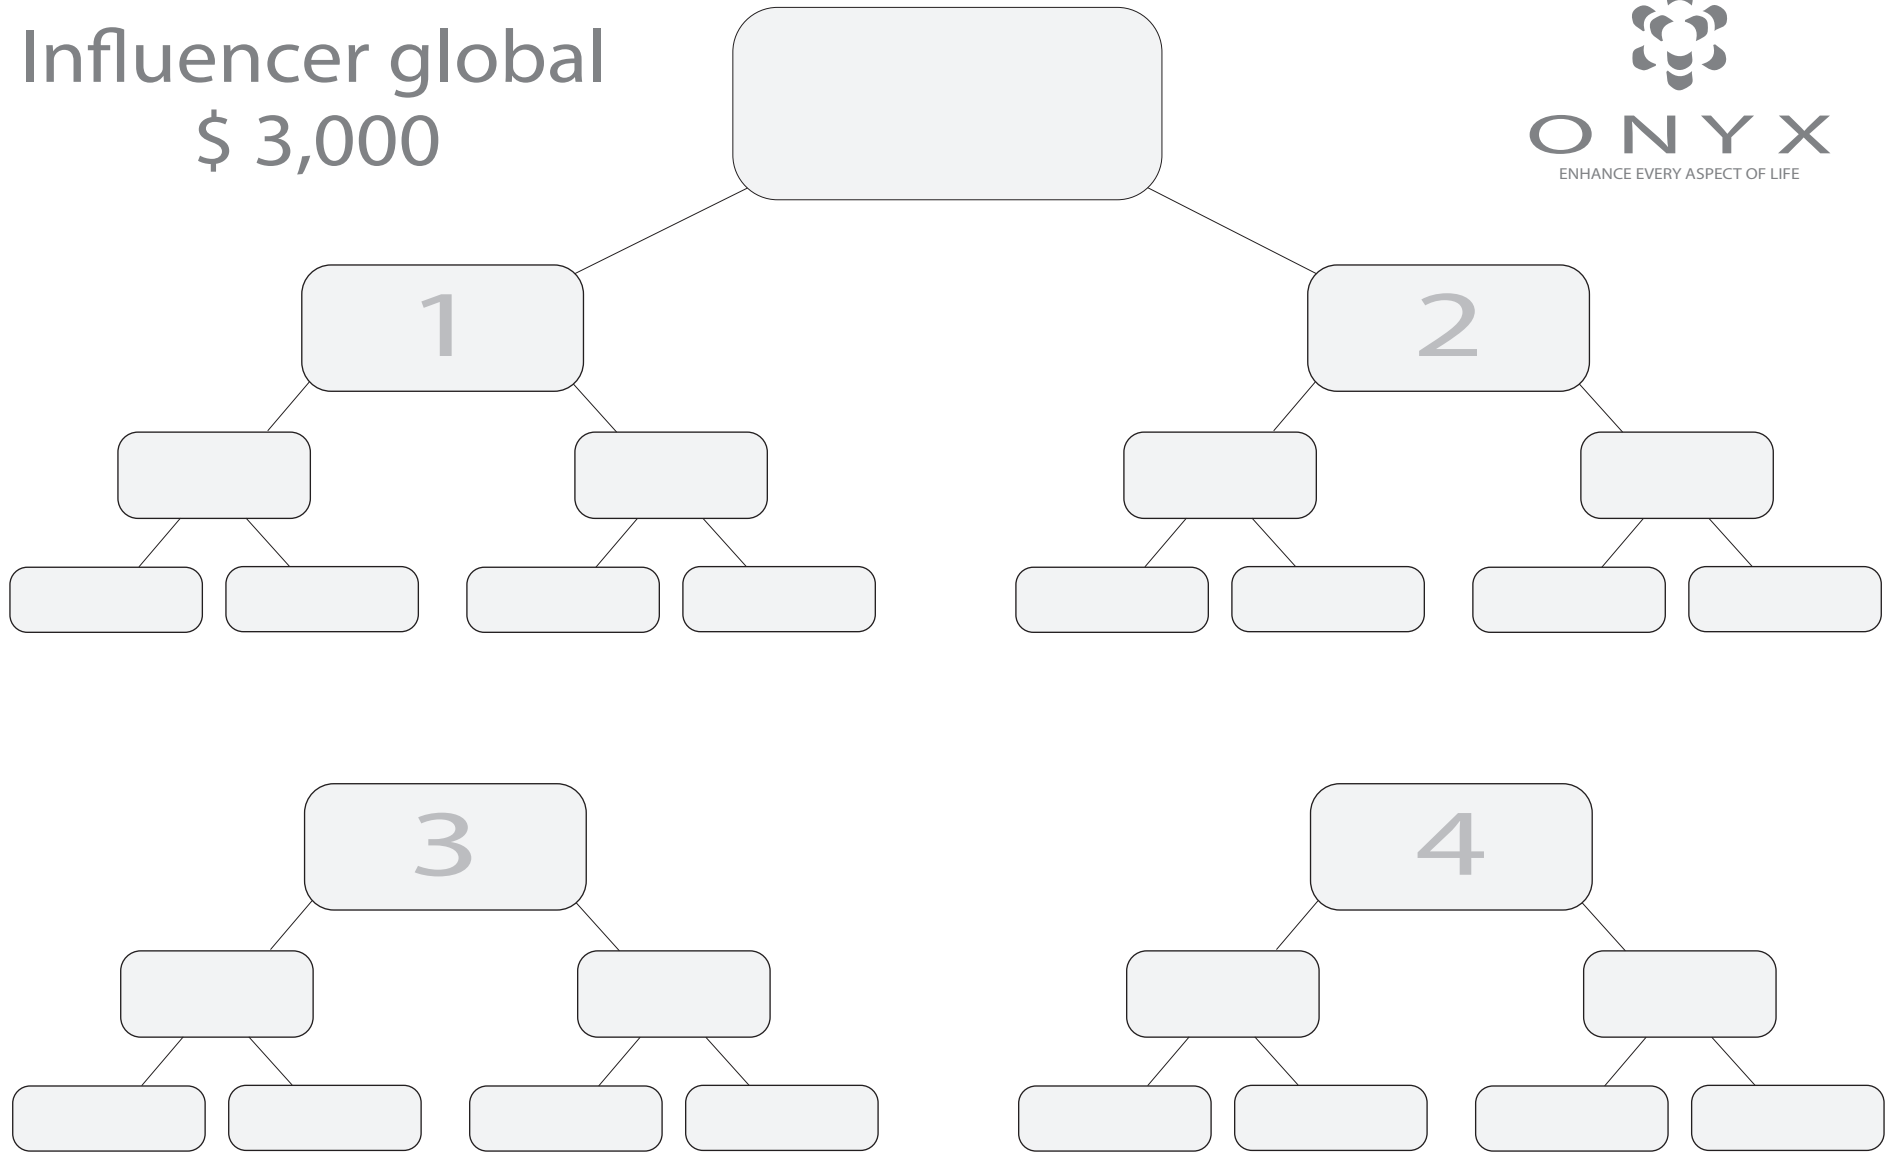 Influencer global
$ 3,000
ONYX
ENHANCE EVERY ASPECT OF LIFE
1
2
3
4